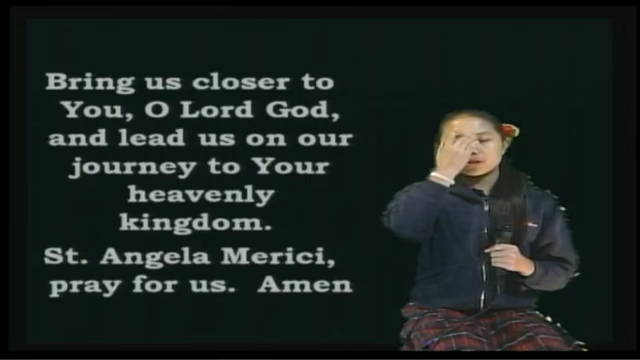 Bring us closer to
You, O Lord God,
and lead us on our
journey to Your
heavenly
kingdom.
St. Angela Merici,
pray for us.  Amen